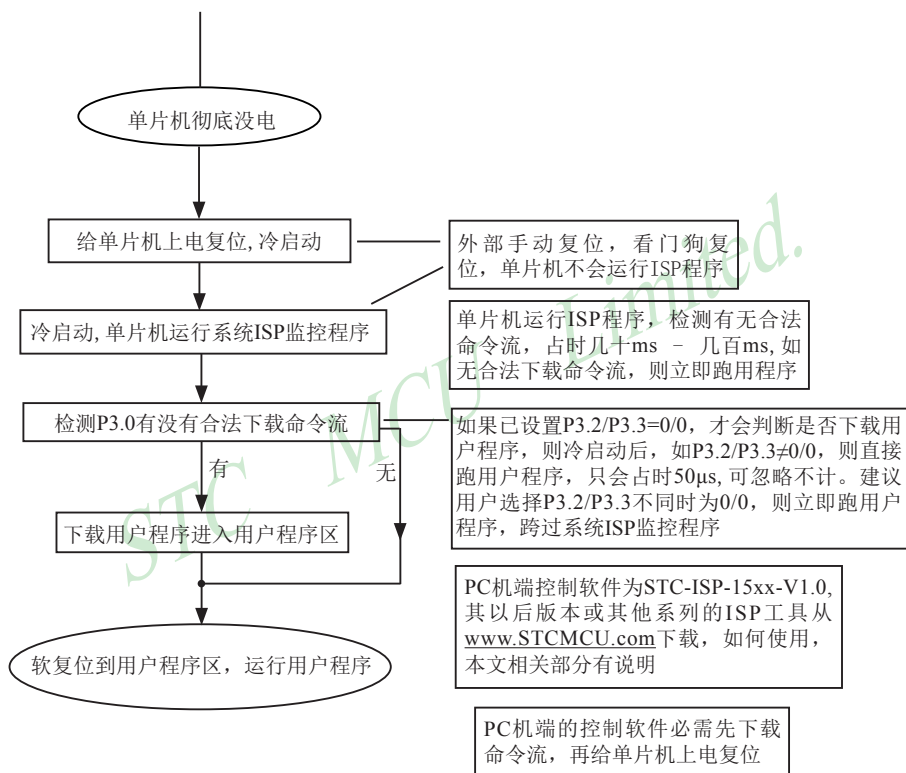 单片机彻底没电
给单片机上电复位,冷启动
外部手动复位，看门狗复
位，单片机不会运行ISP程序
冷启动,单片机运行系统ISP监控程序
单片机运行ISP程序，检测有无合法
命令流，占时几十ms - 几百ms,如
无合法下载命令流，则立即跑用程序
检测P3.0有没有合法下载命令流
如果已设置P3.2/P3.3=0/0，才会判断是否下载用
户程序，则冷启动后，如P3.2/P3.3≠0/0，则直接
跑用户程序，只会占时50μs,可忽略不计。建议
用户选择P3.2/P3.3不同时为0/0，则立即跑用户
程序，跨过系统ISP监控程序
有
无
下载用户程序进入用户程序区
PC机端控制软件为STC-ISP-15xx-V1.0,
其以后版本或其他系列的ISP工具从
www.STCMCU.com下载，如何使用，
本文相关部分有说明
软复位到用户程序区，运行用户程序
PC机端的控制软件必需先下载
命令流，再给单片机上电复位
STC MCU Limited.